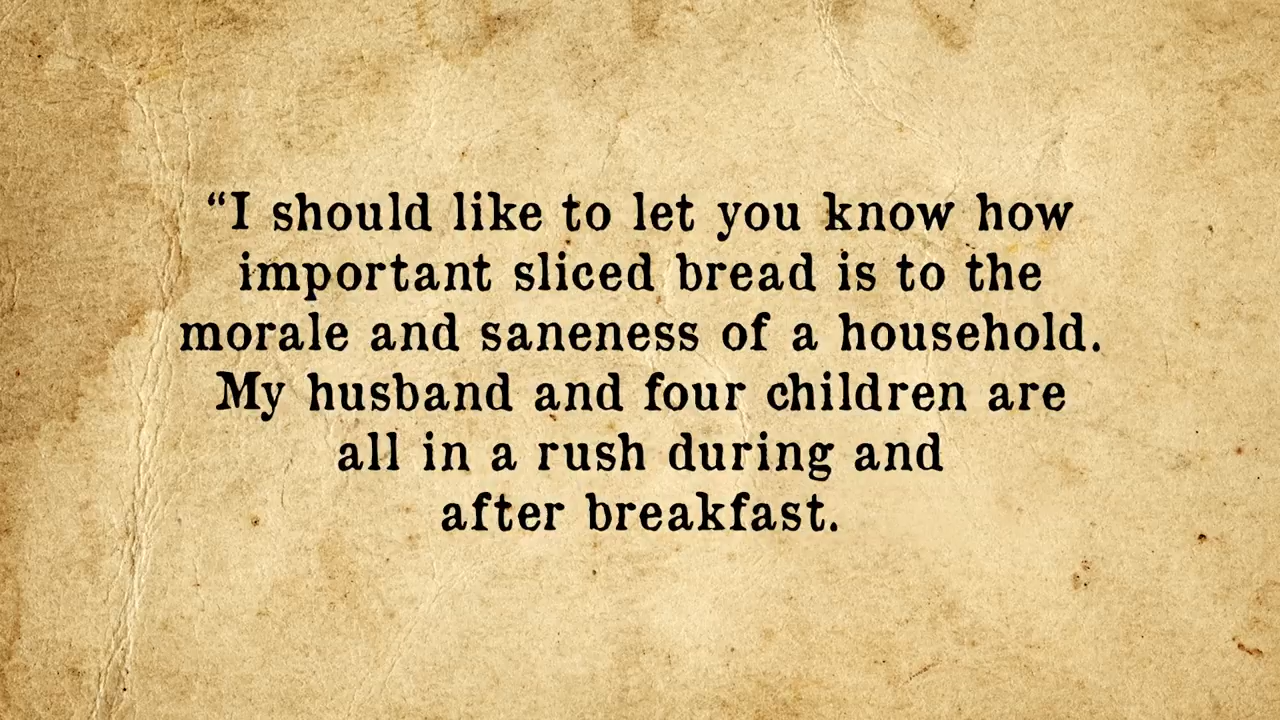 “I should like to let you know how
important sliced bread is to the
morale and saneness of a household.
My husband and four children are
all in a rush during and
after breakfast.